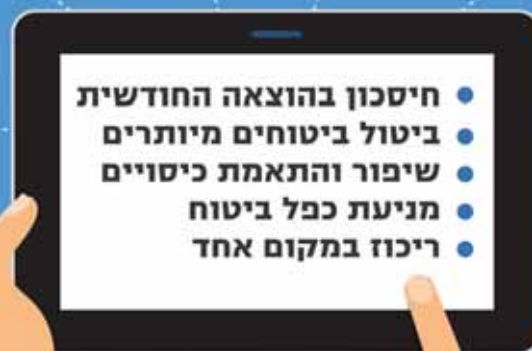 • חיסכון בהוצאה החודשית
• ביטול ביטוחים מיותרים
• שיפור והתאמת כיסויים
• מניעת כפל ביטוח
• ריכוז במקום אחד